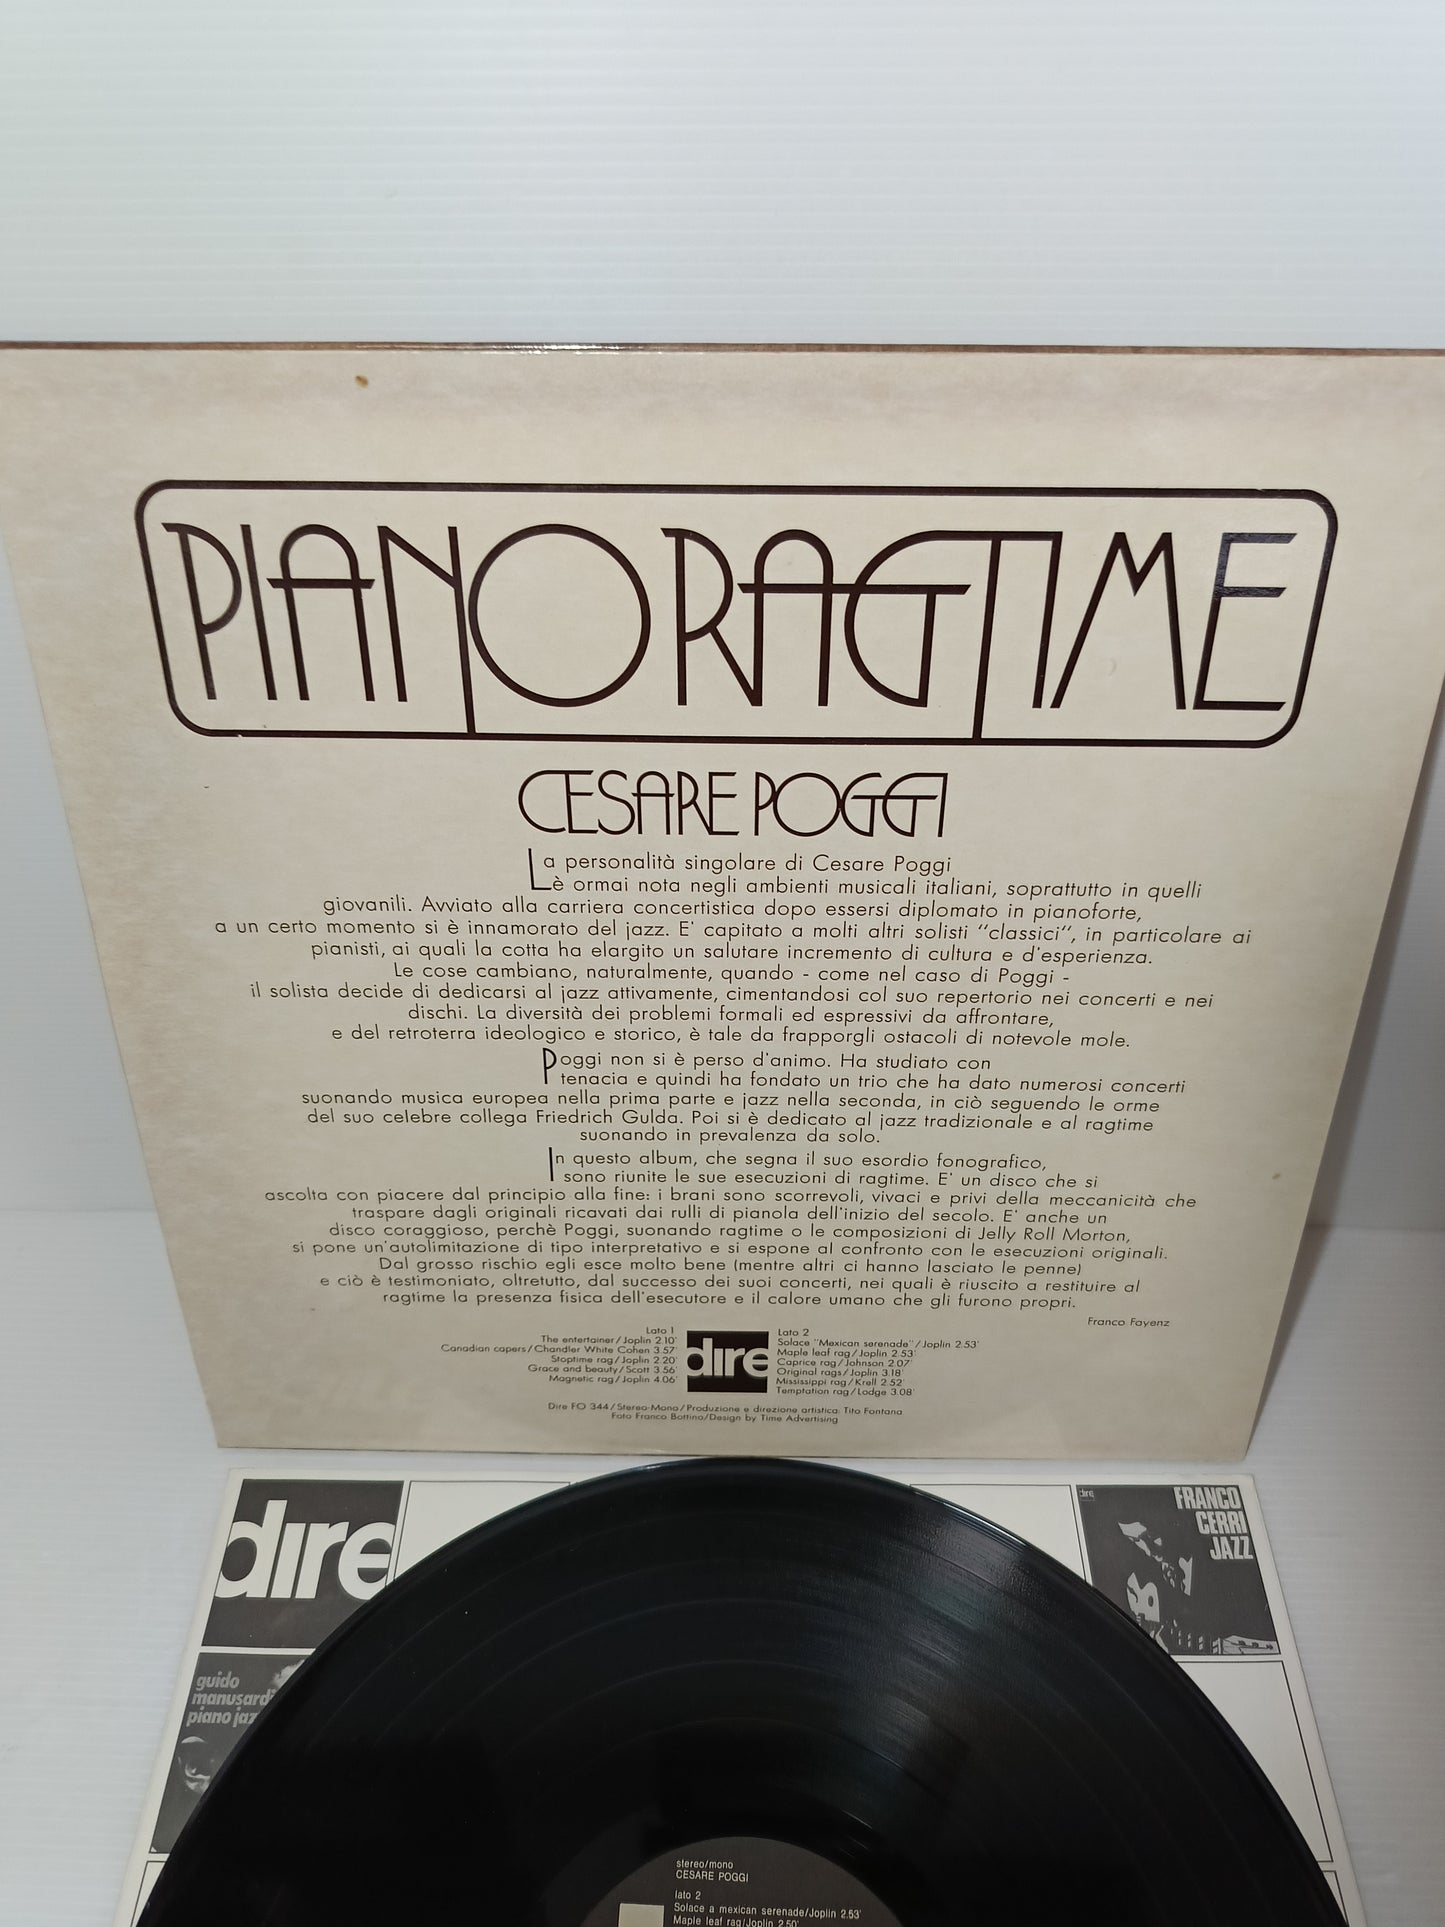 PIANO RAGTIME
CESARE POGGI
La personalità singolare di Cesare Poggi
è ormai nota negli ambienti musicali italiani, soprattutto in quelli
giovanili. Avviato alla carriera concertistica dopo essersi diplomato in pianoforte,
a un certo momento si è innamorato del jazz. E' capitato a molti altri solisti "classici", in particolare ai
pianisti, ai quali la cotta ha elargito un salutare incremento di cultura e d'esperienza.
Le cose cambiano, naturalmente, quando - come nel caso di Poggi -
il solista decide di dedicarsi al jazz attivamente, cimentandosi col suo repertorio nei concerti e nei
dischi. La diversità dei problemi formali ed espressivi da affrontare,
e del retroterra ideologico e storico, è tale da frapporgli ostacoli di notevole mole.
Poggi non si è perso d'animo. Ha studiato con
tenacia e quindi ha fondato un trio che ha dato numerosi concerti
suonando musica europea nella prima parte e jazz nella seconda, in ciò seguendo le orme
del suo celebre collega Friedrich Gulda. Poi si è dedicato al jazz tradizionale e al ragtime
suonando in prevalenza da solo.
In questo album, che segna il suo esordio fonografico,
sono riunite le sue esecuzioni di ragtime. E' un disco che si
ascolta con piacere dal principio alla fine: i brani sono scorrevoli, vivaci e privi della meccanicità che
traspare dagli originali ricavati dai rulli di pianola dell'inizio del secolo. E' anche un
disco coraggioso, perchè Poggi, suonando ragtime o le composizioni di Jelly Roll Morton,
si pone un'autolimitazione di tipo interpretativo e si espone al confronto con le esecuzioni originali.
Dal grosso rischio egli esce molto bene (mentre altri ci hanno lasciato le penne)
e ciò è testimoniato, oltretutto, dal successo dei suoi concerti, nei quali è riuscito a restituire al
ragtime la presenza fisica dell'esecutore e il calore umano che gli furono propri.
Franco Fayenz
Lato 1
The entertainer/Joplin 2.10'
Canadian capers/Chandler White Cohen 3.57'
Stoptime rag/Joplin 2.20'
Grace and beauty/Scott 3.56'
Magnetic rag/Joplin 4.06'
dire
Lato 2
Solace "Mexican serenade"/Joplin 2.53'
Maple leaf rag/Joplin 2.53'
Caprice rag/Johnson 2.07'
Original rags/Joplin 3.18'
Mississippi rag/Krell 2.52'
Temptation rag/Lodge 3.08'
Dire FO 344/Stereo-Mono/Produzione e direzione artistica: Tito Fontana
Foto Franco Bottino/Design by Time Advertising
dire
dire
FRANCO
CERRI
JAZZ
guido
manusardi
piano jaz
stereo/mono
CESARE POGGI
lato 2
Solace a mexican serenade/Joplin 2.53'
Maple leaf rag/Joplin 2.50'